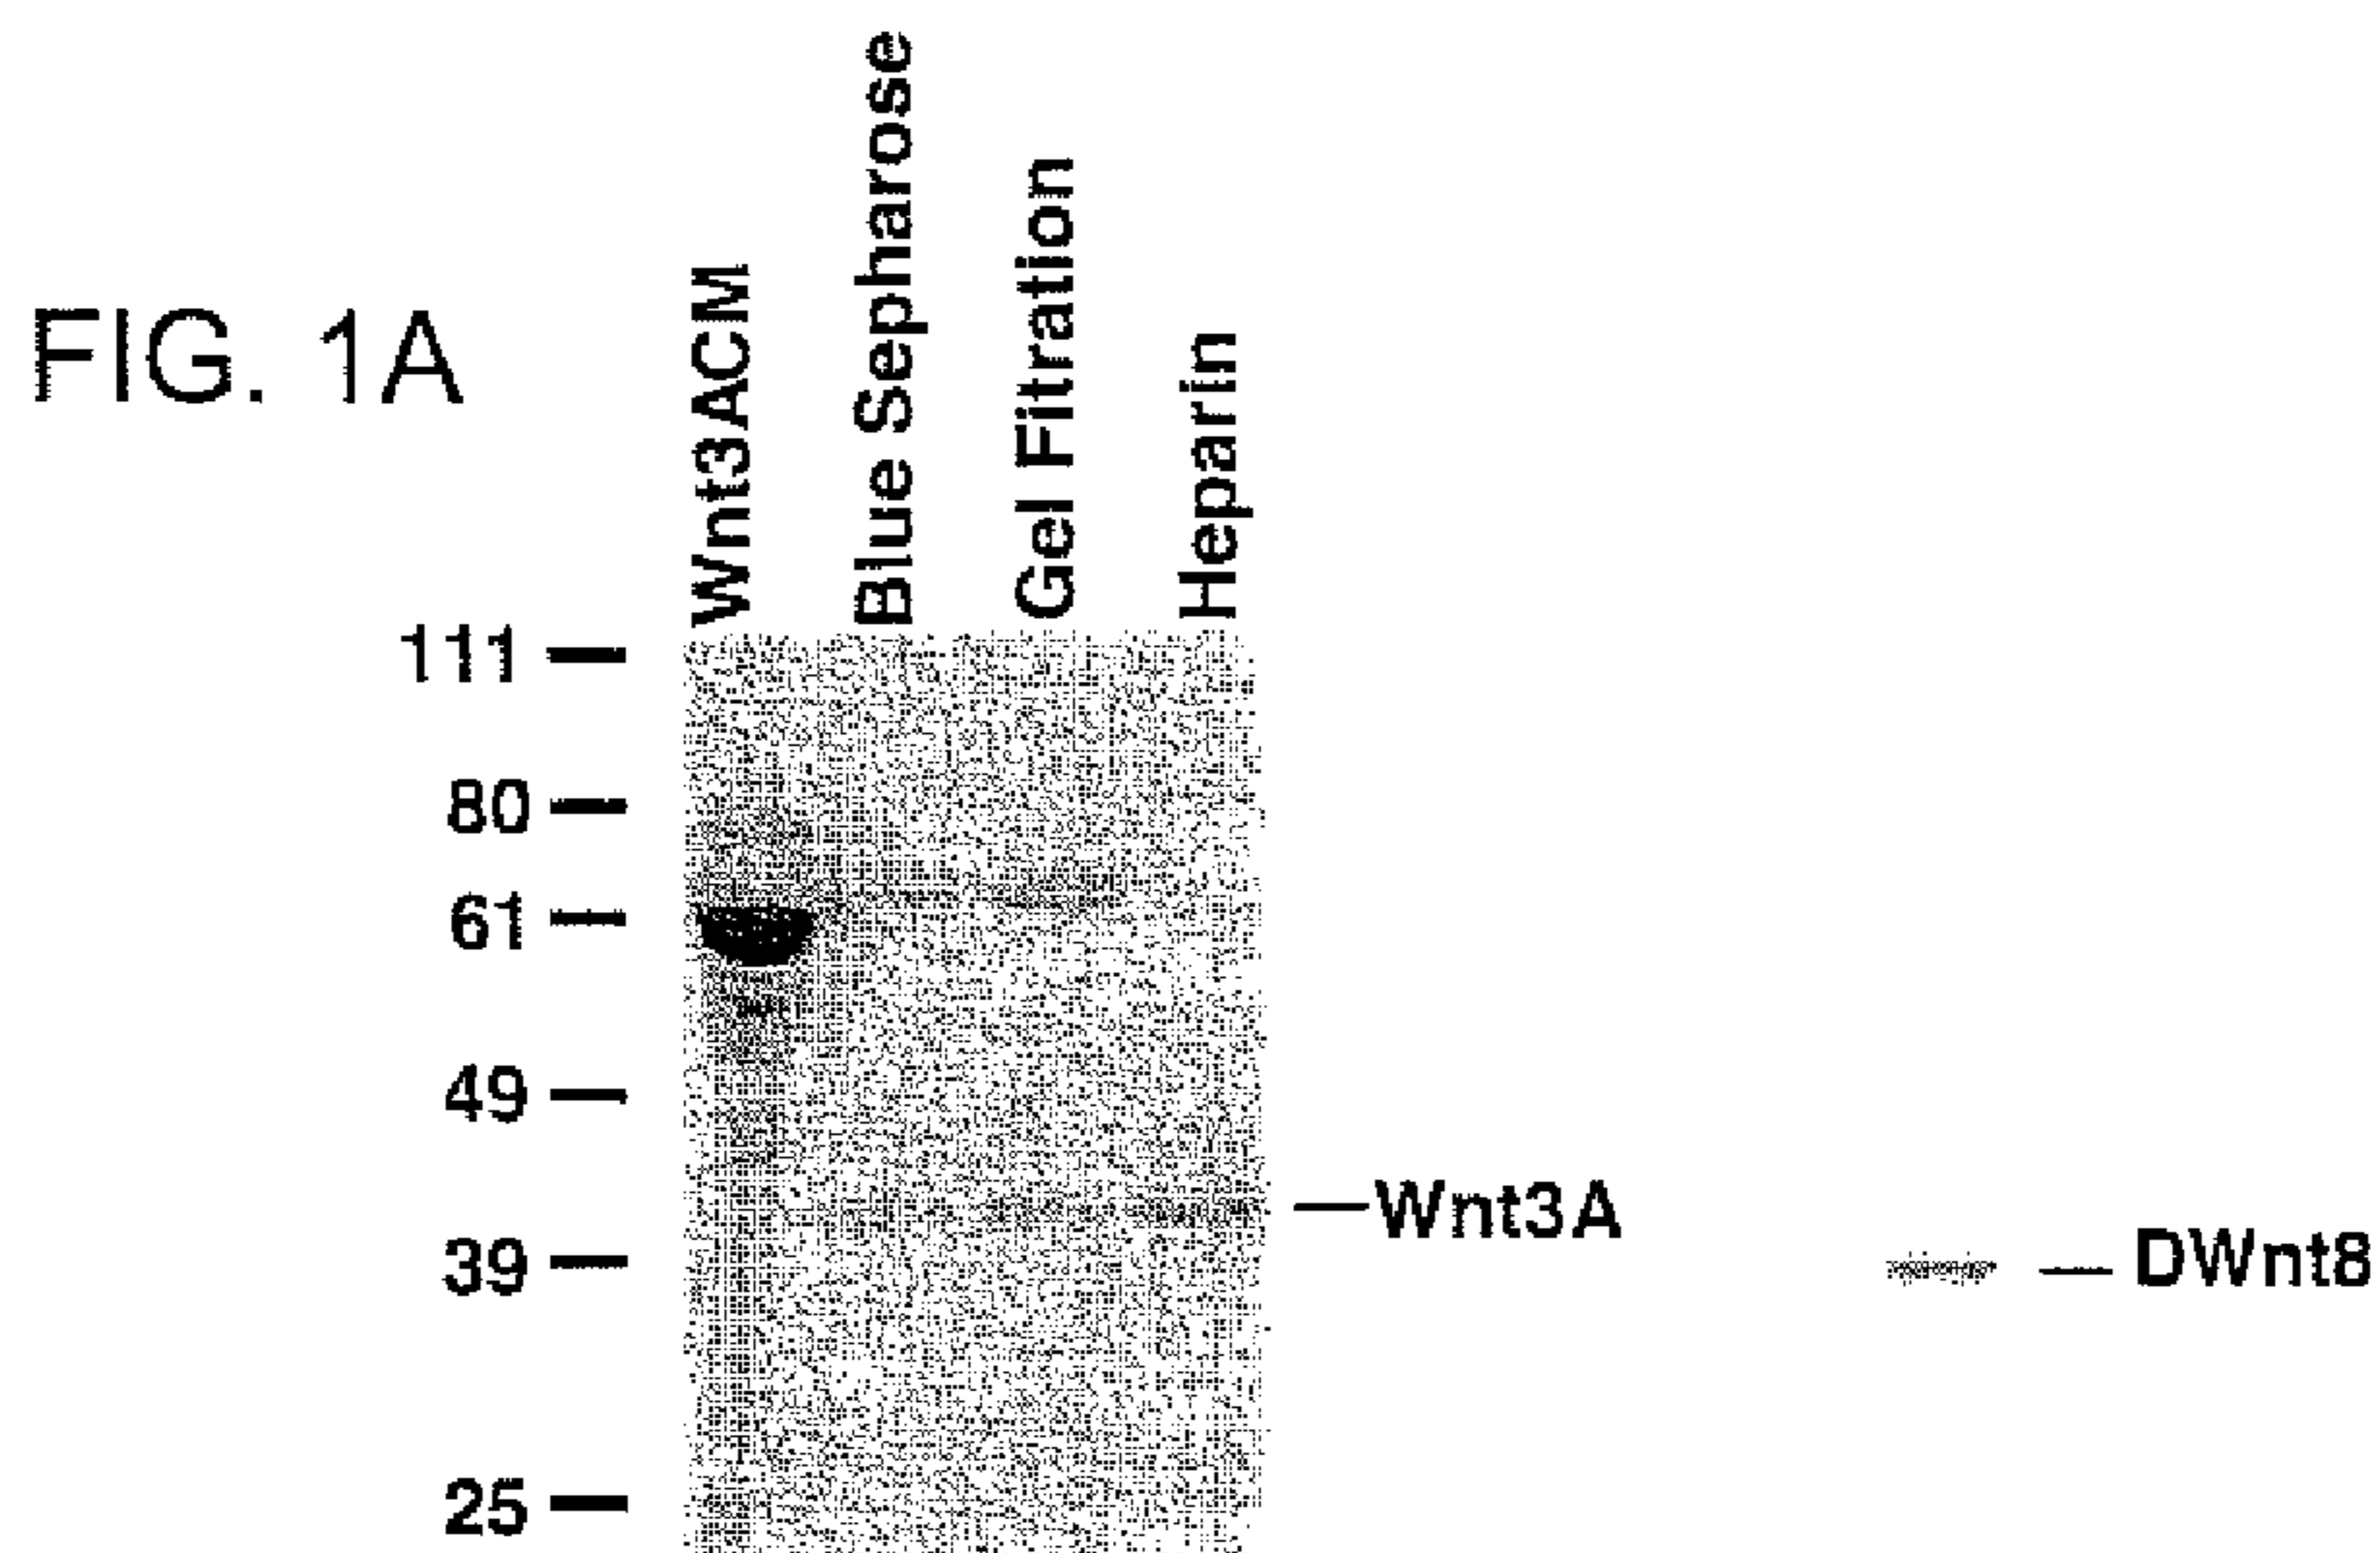 FIG. 1A
Wnt3ACM
Blue Sepharose
Gel Fitration
Heparin
111
80
61
49
39
25
Wnt3A
DWnt8